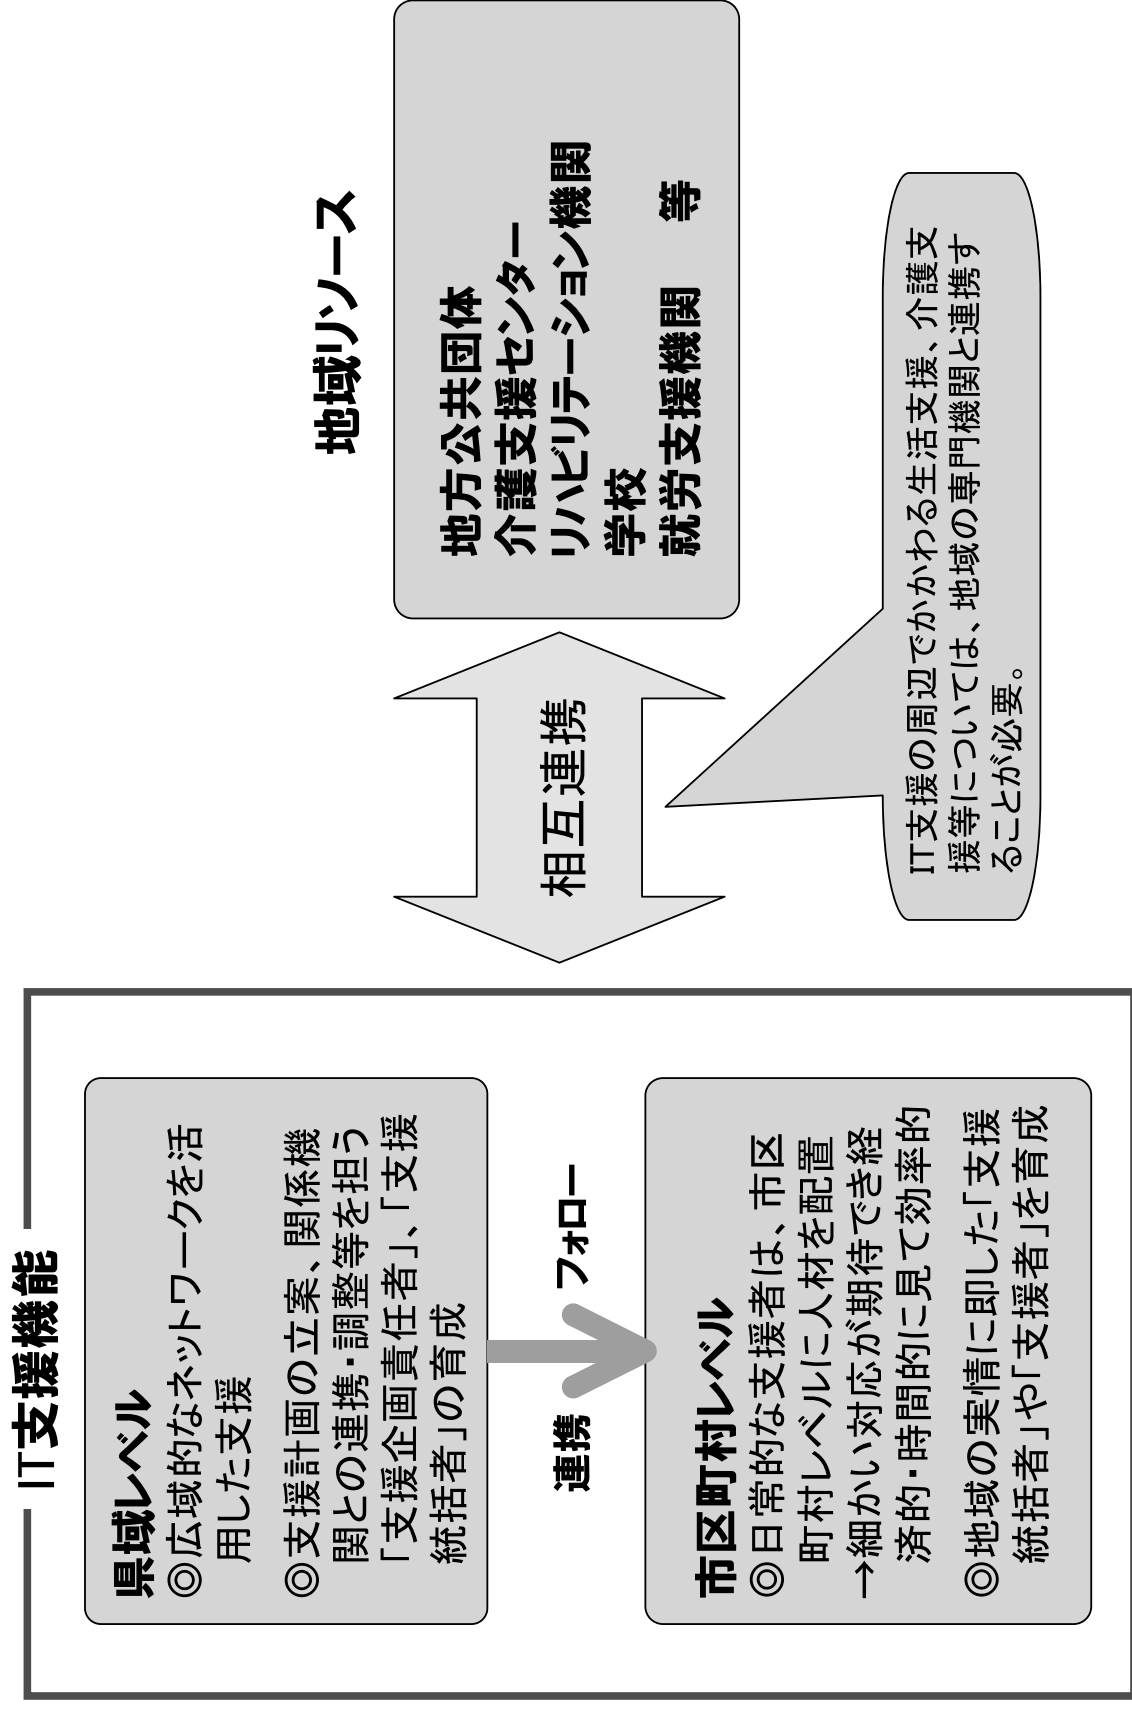 IT支援機能
県域レベル
◎広域的なネットワークを活
用した支援
◎支援計画の立案、関係機
関との連携・調整等を担う
「支援企画責任者」、「支援
統括者」の育成
連携　フォロー
市区町村レベル
◎日常的な支援者は、市区
町村レベルに人材を配置
→細かい対応が期待でき経
済的・時間的に見て効率的
◎地域の実情に即した「支援
統括者」や「支援者」を育成
相互連携
地域リソース
地方公共団体
介護支援センター
リハビリテーション機関
学校
就労支援機関　等
IT支援の周辺でかかわる生活支援、介護支
援等については、地域の専門機関と連携す
ることが必要。